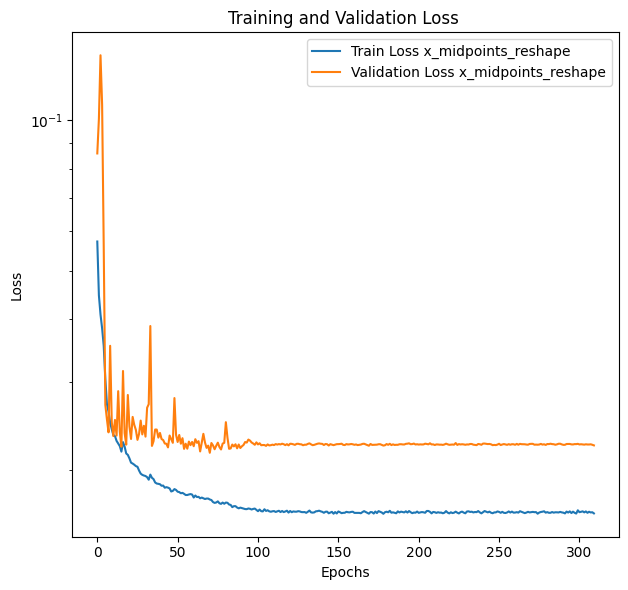 Training and Validation Loss
Train Loss x_midpoints_reshape
Validation Loss x_midpoints_reshape
10⁻¹
Loss
0 50 100 150 200 250 300
Epochs